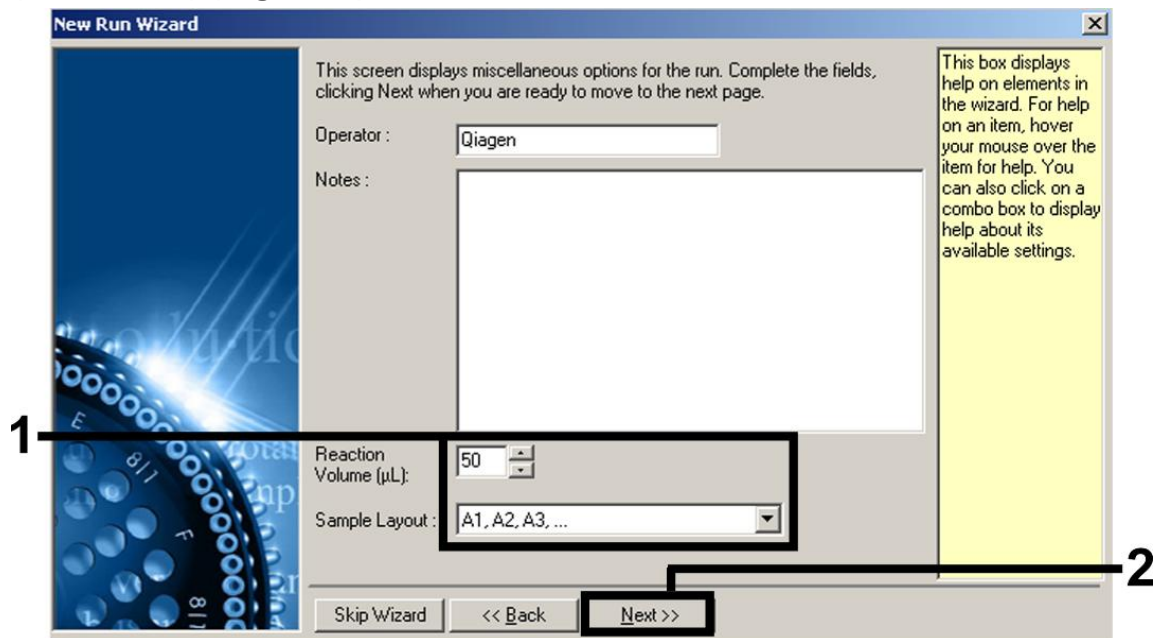 New Run Wizard
This screen displays miscellaneous options for the run. Complete the fields,
clicking Next when you are ready to move to the next page.
Operator :
Qiagen
Notes :
Reaction
Volume (µL):
50
Sample Layout :
A1, A2, A3, ...
Skip Wizard
<< Back
Next >>
This box displays
help on elements in
the wizard. For help
on an item, hover
your mouse over the
item for help. You
can also click on a
combo box to display
help about its
available settings.
1
2
E
8|1
F
8|1